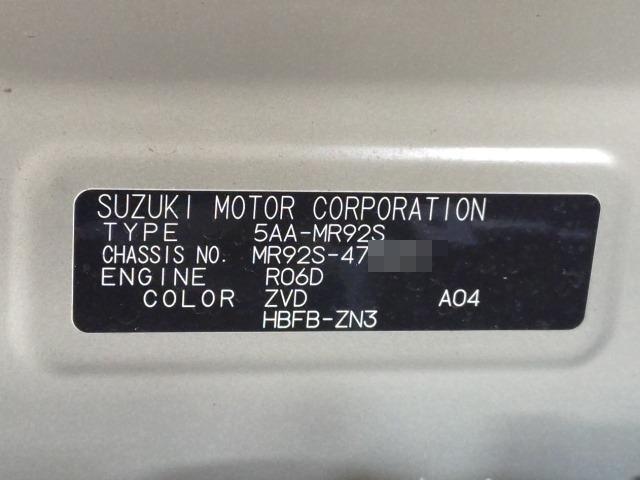 SUZUKI MOTOR CORPORATION
TYPE 5AA-MR92S
CHASSIS NO. MR92S-47
ENGINE R06D
COLOR ZVD A04
HBFB-ZN3